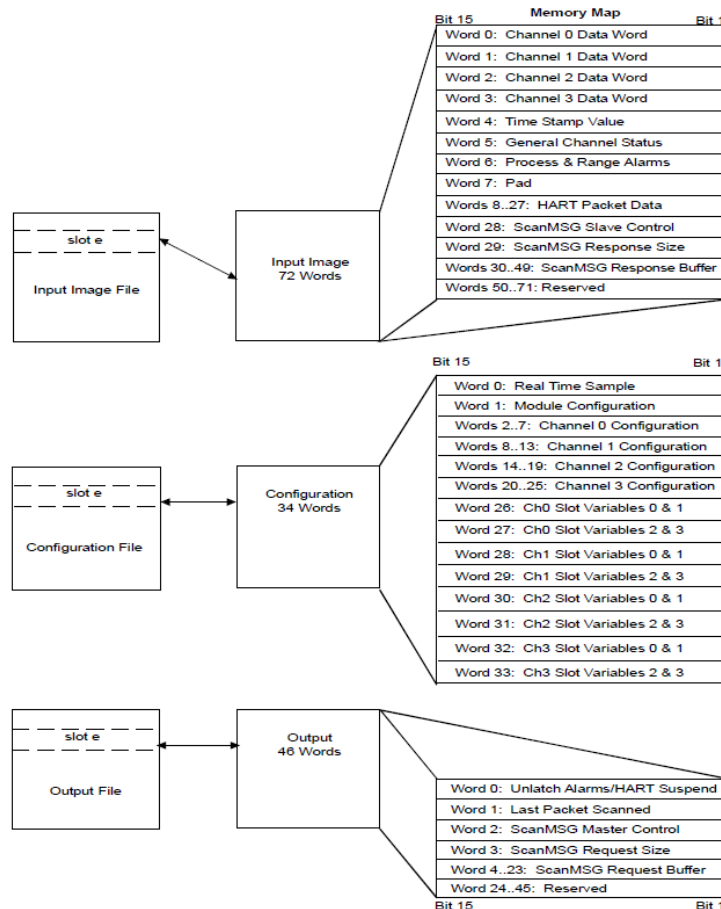 Memory Map
Bit 15 Bit 1
Word 0: Channel 0 Data Word
Word 1: Channel 1 Data Word
Word 2: Channel 2 Data Word
Word 3: Channel 3 Data Word
Word 4: Time Stamp Value
Word 5: General Channel Status
Word 6: Process & Range Alarms
Word 7: Pad
Words 8..27: HART Packet Data
Word 28: ScanMSG Slave Control
Word 29: ScanMSG Response Size
Words 30..49: ScanMSG Response Buffer
Words 50..71: Reserved
slot e
Input Image File
Input Image
72 Words
Bit 15 Bit 1
Word 0: Real Time Sample
Word 1: Module Configuration
Words 2..7: Channel 0 Configuration
Words 8..13: Channel 1 Configuration
Words 14..19: Channel 2 Configuration
Words 20..25: Channel 3 Configuration
Word 26: Ch0 Slot Variables 0 & 1
Word 27: Ch0 Slot Variables 2 & 3
Word 28: Ch1 Slot Variables 0 & 1
Word 29: Ch1 Slot Variables 2 & 3
Word 30: Ch2 Slot Variables 0 & 1
Word 31: Ch2 Slot Variables 2 & 3
Word 32: Ch3 Slot Variables 0 & 1
Word 33: Ch3 Slot Variables 2 & 3
slot e
Configuration File
Configuration
34 Words
slot e
Output File
Output
46 Words
Word 0: Unlatch Alarms/HART Suspend
Word 1: Last Packet Scanned
Word 2: ScanMSG Master Control
Word 3: ScanMSG Request Size
Word 4..23: ScanMSG Request Buffer
Word 24..45: Reserved
Bit 15 Bit 1